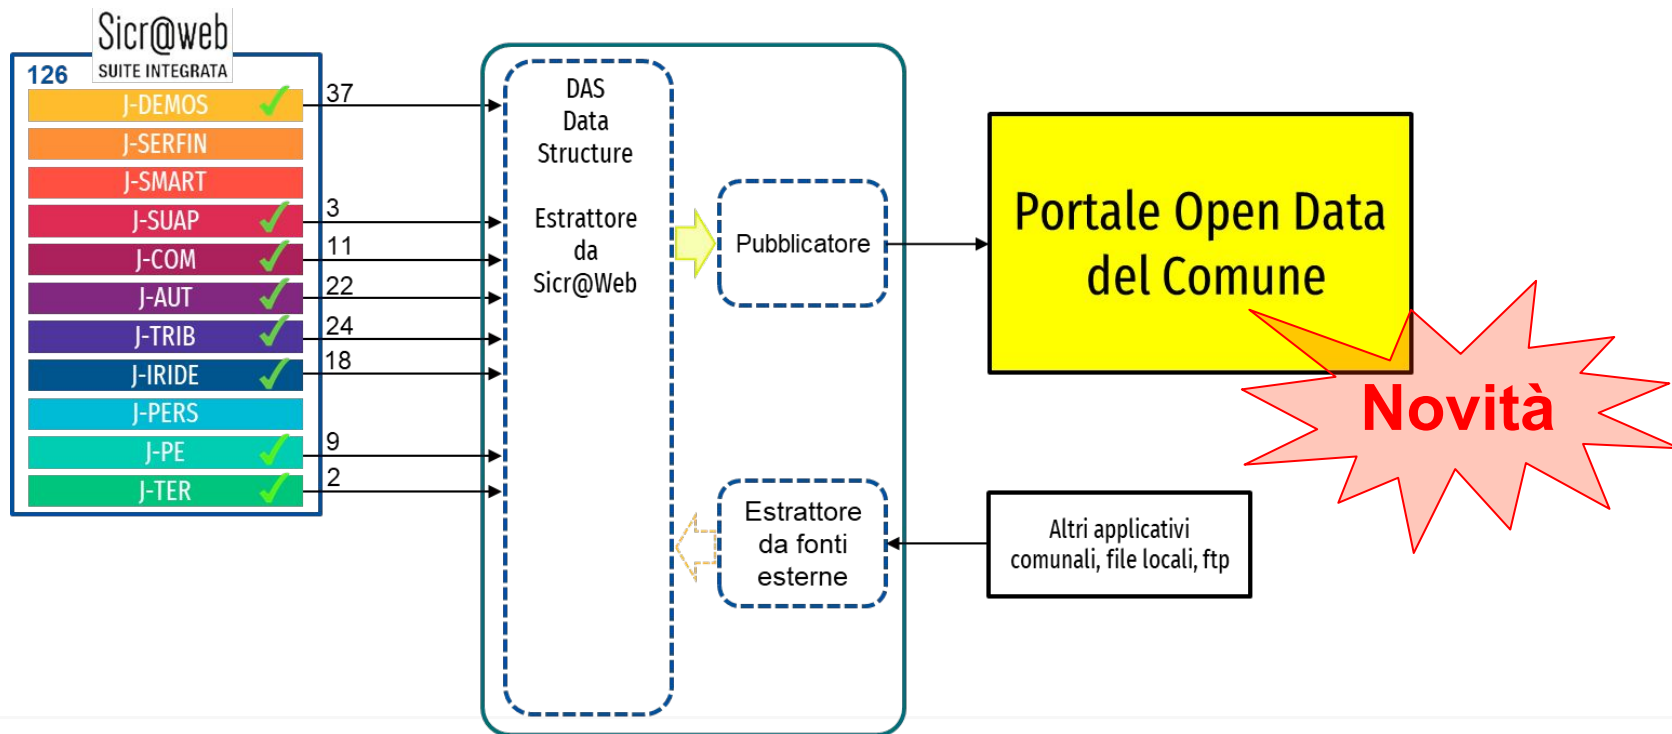 Sicr@web
SUITE INTEGRATA
126
J-DEMOS
37
J-SERFIN
J-SMART
J-SUAP
3
J-COM
11
J-AUT
22
J-TRIB
24
J-IRIDE
18
J-PERS
J-PE
9
J-TER
2
DAS
Data
Structure
Estrattore
da
Sicr@Web
Pubblicatore
Portale Open Data
del Comune
Novità
Estrattore
da fonti
esterne
Altri applicativi
comunali, file locali, ftp